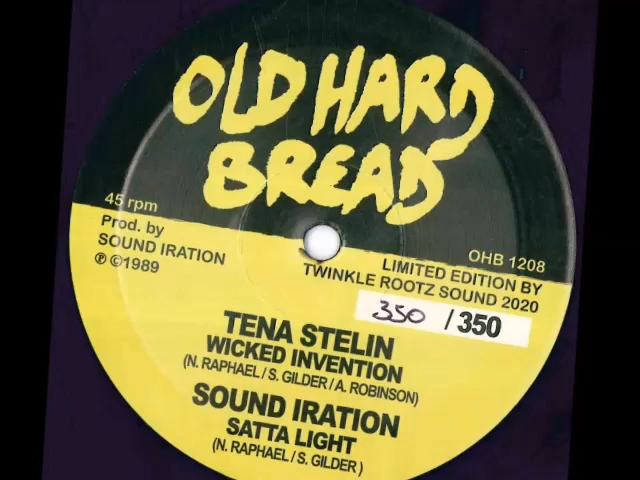 OLD HARD
BREAD
45 rpm
Prod. by
SOUND IRATION
℗ ©1989
OHB 1208
LIMITED EDITION BY
TWINKLE ROOTZ SOUND 2020
350 / 350
TENA STELIN
WICKED INVENTION
(N. RAPHAEL / S. GILDER / A. ROBINSON)
SOUND IRATION
SATTA LIGHT
(N. RAPHAEL / S. GILDER )